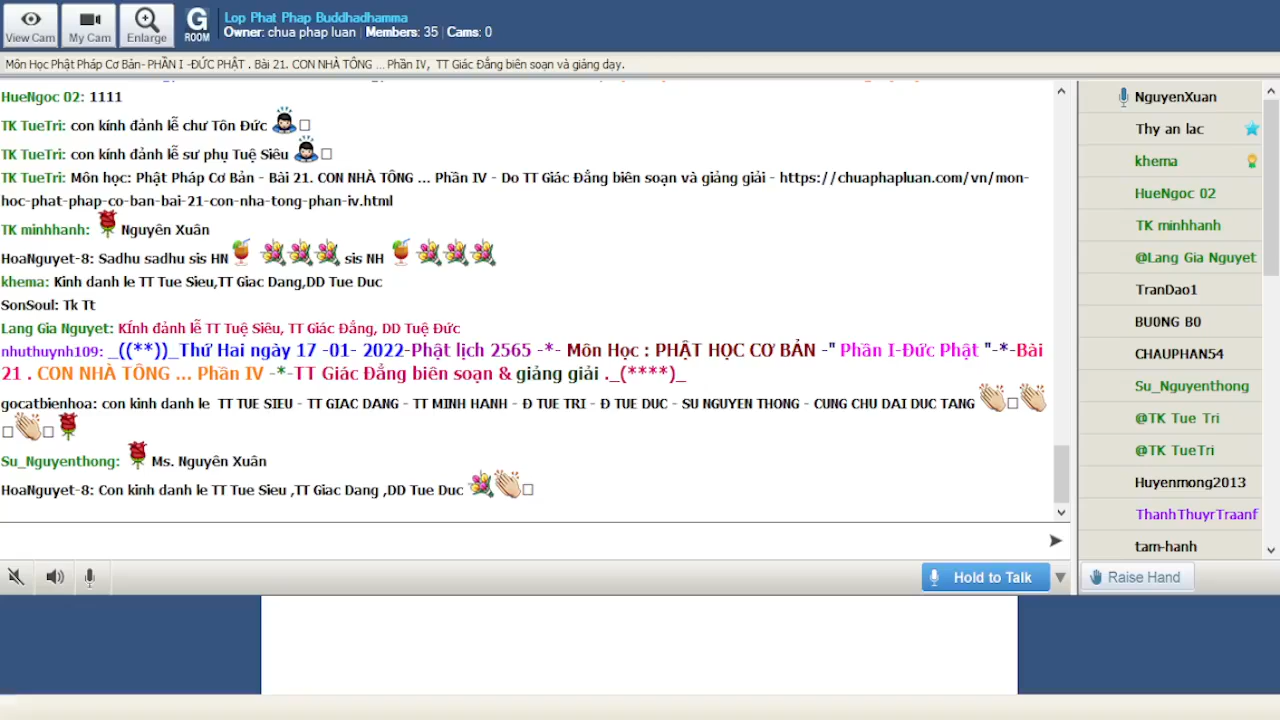 View Cam
My Cam
Enlarge
G
ROOM
Lop Phat Phap Buddhadhamma
Owner: chua phap luan | Members: 35 | Cams: 0
Môn Học Phật Pháp Cơ Bản- PHẦN I -ĐỨC PHẬT . Bài 21. CON NHÀ TÔNG ... Phần IV, TT Giác Đẳng biên soạn và giảng dạy.
HueNgoc 02: 1111
TK TueTri: con kính đảnh lễ chư Tôn Đức
TK TueTri: con kính đảnh lễ sư phụ Tuệ Siêu
TK TueTri: Môn học: Phật Pháp Cơ Bản - Bài 21. CON NHÀ TÔNG ... Phần IV - Do TT Giác Đẳng biên soạn và giảng giải - https://chuaphapluan.com/vn/mon-
hoc-phat-phap-co-ban-bai-21-con-nha-tong-phan-iv.html
TK minhhanh: Nguyên Xuân
HoaNguyet-8: Sadhu sadhu sis HN sis NH
khema: Kinh danh le TT Tue Sieu,TT Giac Dang,DD Tue Duc
SonSoul: Tk Tt
Lang Gia Nguyet: KÍnh đảnh lễ TT Tuệ Siêu, TT Giác Đẳng, DD Tuệ Đức
nhuthuynh109: _((**))_Thứ Hai ngày 17 -01- 2022-Phật lịch 2565 -*- Môn Học : PHẬT HỌC CƠ BẢN -" Phần I-Đức Phật "-*-Bài
21 . CON NHÀ TÔNG ... Phần IV -*-TT Giác Đẳng biên soạn & giảng giải ._(****)_
gocatbienhoa: con kinh danh le TT TUE SIEU - TT GIAC DANG - TT MINH HANH - Đ TUE TRI - Đ TUE DUC - SU NGUYEN THONG - CUNG CHU DAI DUC TANG
Su_Nguyenthong: Ms. Nguyên Xuân
HoaNguyet-8: Con kinh danh le TT Tue Sieu ,TT Giac Dang ,DD Tue Duc
Hold to Talk
NguyenXuan
Thy an lac
khema
HueNgoc 02
TK minhhanh
@Lang Gia Nguyet
TranDao1
BU0NG B0
CHAUPHAN54
Su_Nguyenthong
@TK Tue Tri
@TK TueTri
Huyenmong2013
ThanhThuyrTraanf
tam-hanh
Raise Hand